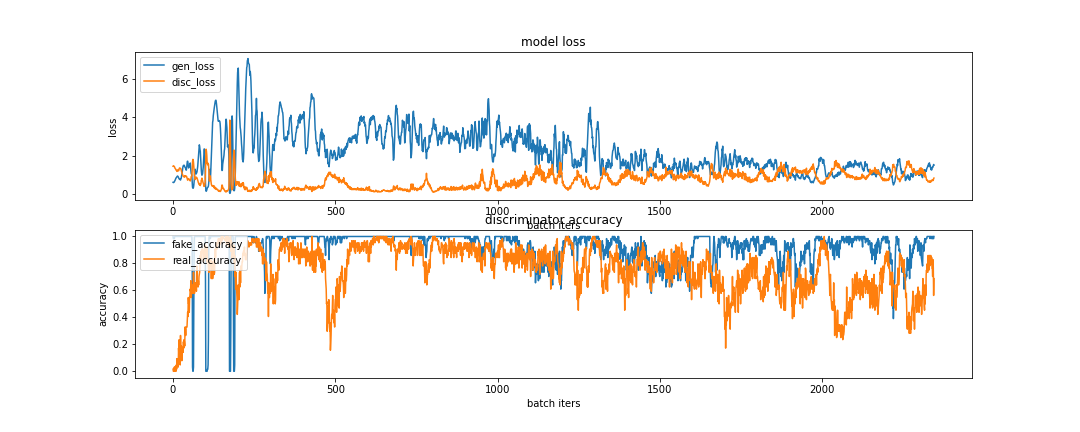 model loss
gen_loss
disc_loss
loss
6
4
2
0
0
500
1000
1500
2000
batch iters
discriminator accuracy
fake_accuracy
real_accuracy
accuracy
1.0
0.8
0.6
0.4
0.2
0.0
0
500
1000
1500
2000
batch iters